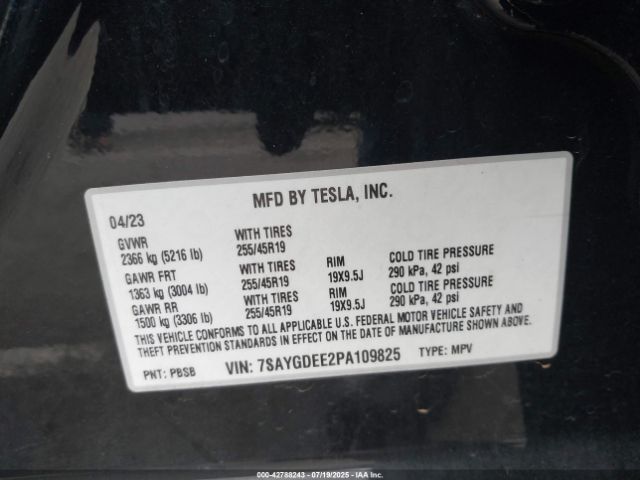 MFD BY TESLA, INC.
04/23
GVWR WITH TIRES
2366 kg (5216 lb) 255/45R19
GAWR FRT WITH TIRES RIM COLD TIRE PRESSURE
1363 kg (3004 lb) 255/45R19 19X9.5J 290 kPa, 42 psi
GAWR RR WITH TIRES RIM COLD TIRE PRESSURE
1500 kg (3306 lb) 255/45R19 19X9.5J 290 kPa, 42 psi
THIS VEHICLE CONFORMS TO ALL APPLICABLE U.S. FEDERAL MOTOR VEHICLE SAFETY AND
THEFT PREVENTION STANDARDS IN EFFECT ON THE DATE OF MANUFACTURE SHOWN ABOVE.
PNT: PBSB VIN: 7SAYGDEE2PA109825 TYPE: MPV
000-42788243 - 07/19/2025 - IAAI.COM